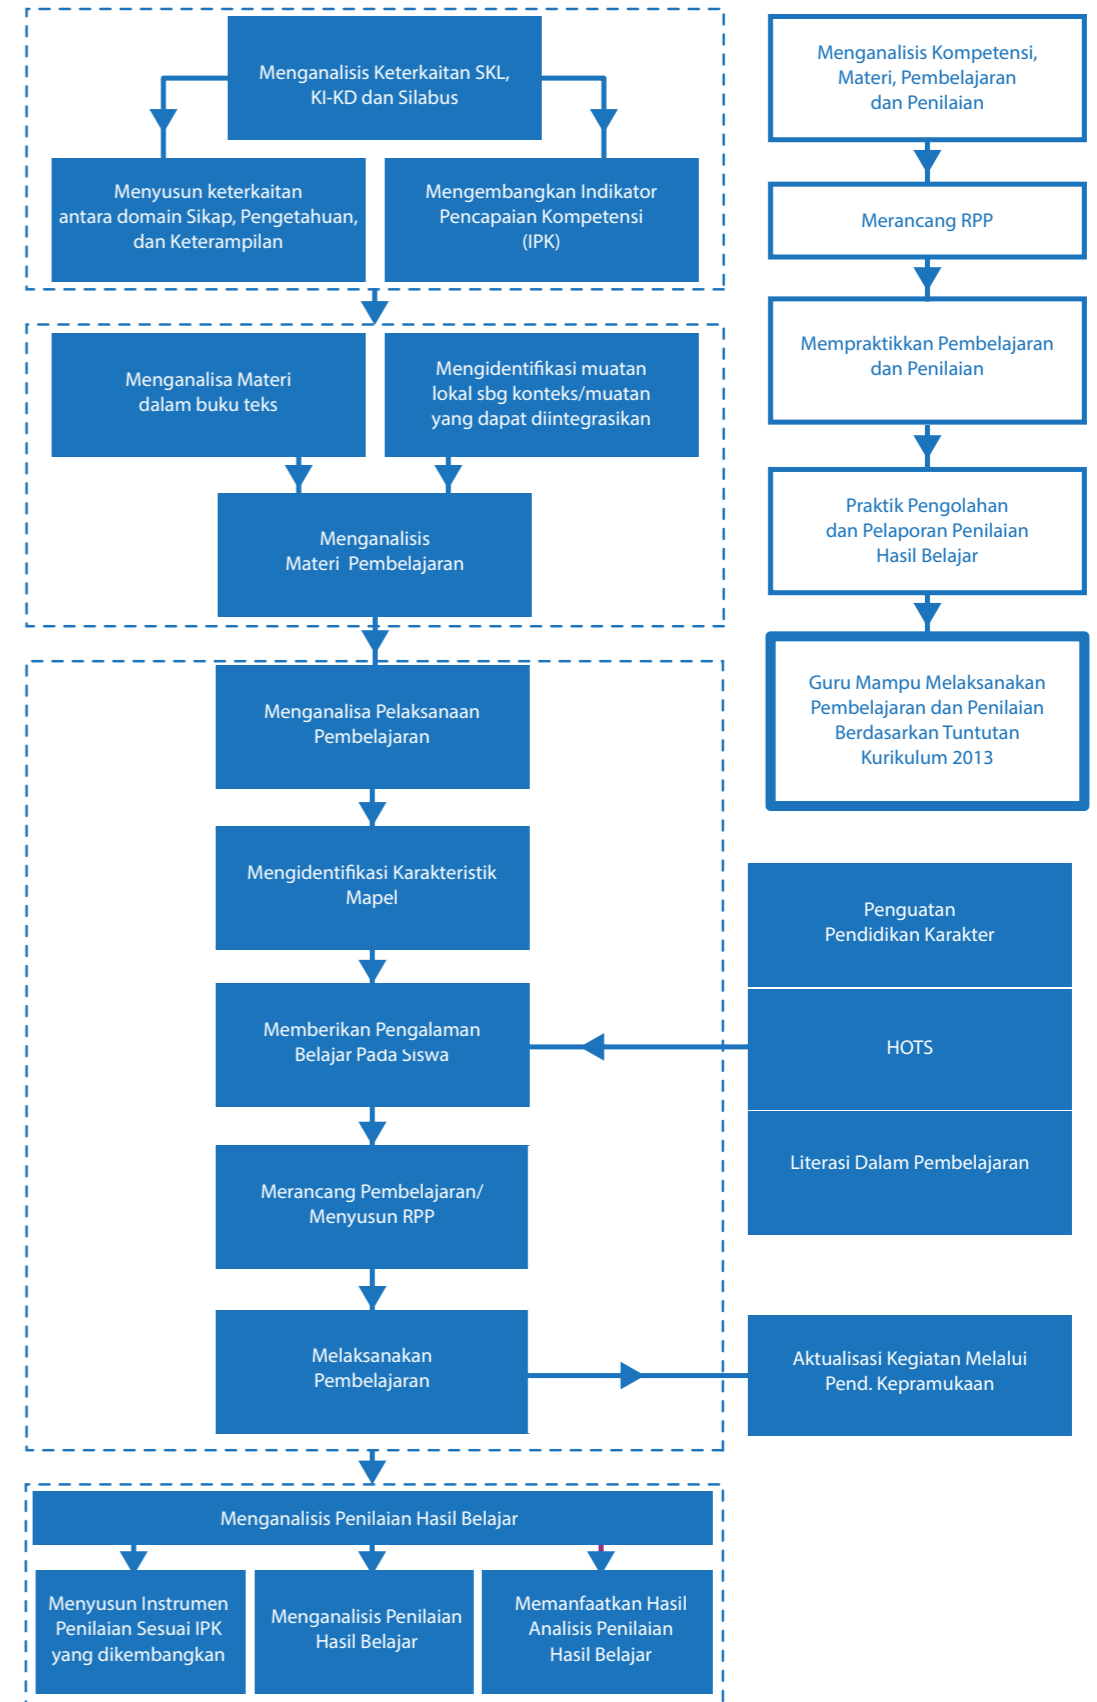 Menganalisis Keterkaitan SKL,
KI-KD dan Silabus
Menyusun keterkaitan
antara domain Sikap, Pengetahuan,
dan Keterampilan
Mengembangkan Indikator
Pencapaian Kompetensi
(IPK)
Menganalisa Materi
dalam buku teks
Mengidentifikasi muatan
lokal sbg konteks/muatan
yang dapat diintegrasikan
Menganalisis
Materi Pembelajaran
Menganalisa Pelaksanaan
Pembelajaran
Mengidentifikasi Karakteristik
Mapel
Memberikan Pengalaman
Belajar Pada Siswa
Merancang Pembelajaran/
Menyusun RPP
Melaksanakan
Pembelajaran
Menganalisis Penilaian Hasil Belajar
Menyusun Instrumen
Penilaian Sesuai IPK
yang dikembangkan
Menganalisis Penilaian
Hasil Belajar
Memanfaatkan Hasil
Analisis Penilaian
Hasil Belajar
Menganalisis Kompetensi,
Materi, Pembelajaran
dan Penilaian
Merancang RPP
Mempraktikkan Pembelajaran
dan Penilaian
Praktik Pengolahan
dan Pelaporan Penilaian
Hasil Belajar
Guru Mampu Melaksanakan
Pembelajaran dan Penilaian
Berdasarkan Tuntutan
Kurikulum 2013
Penguatan
Pendidikan Karakter
HOTS
Literasi Dalam Pembelajaran
Aktualisasi Kegiatan Melalui
Pend. Kepramukaan